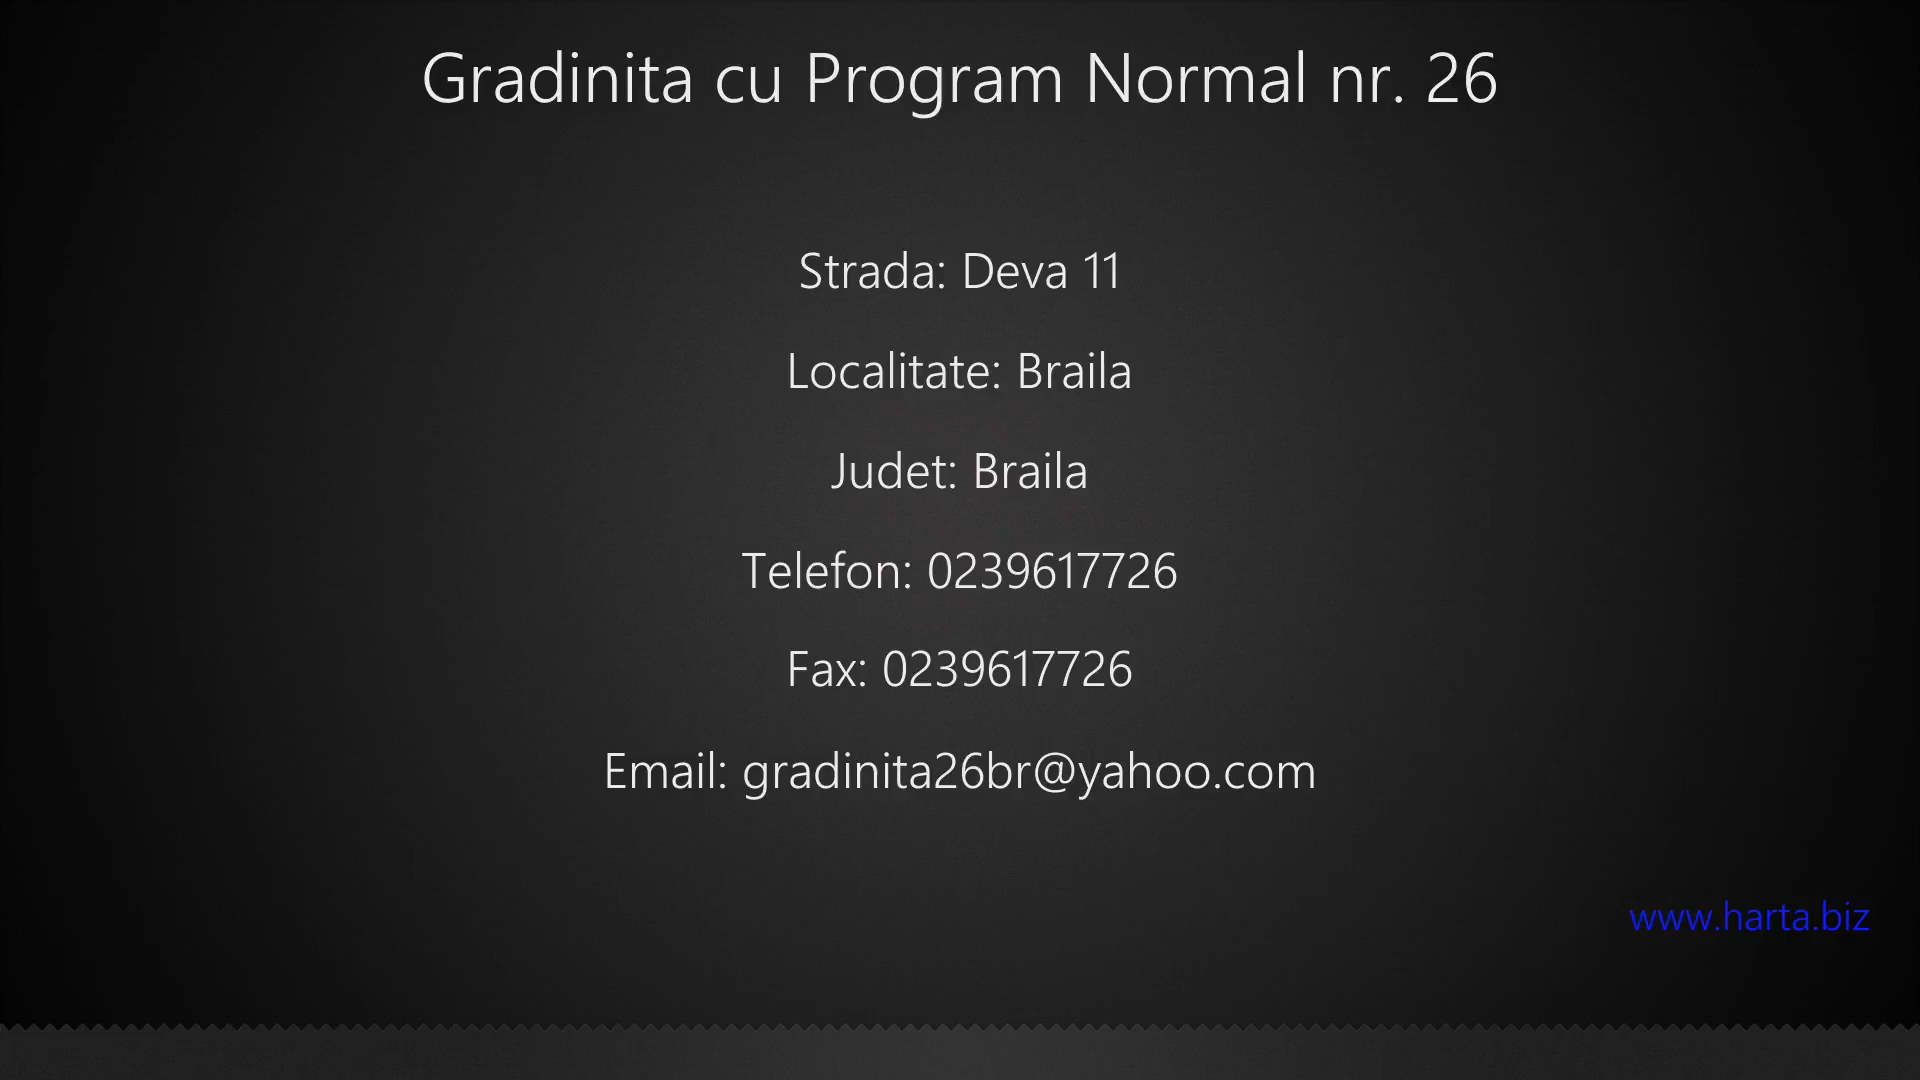 Gradinita cu Program Normal nr. 26
Strada: Deva 11
Localitate: Braila
Judet: Braila
Telefon: 0239617726
Fax: 0239617726
Email: gradinita26br@yahoo.com
www.harta.biz